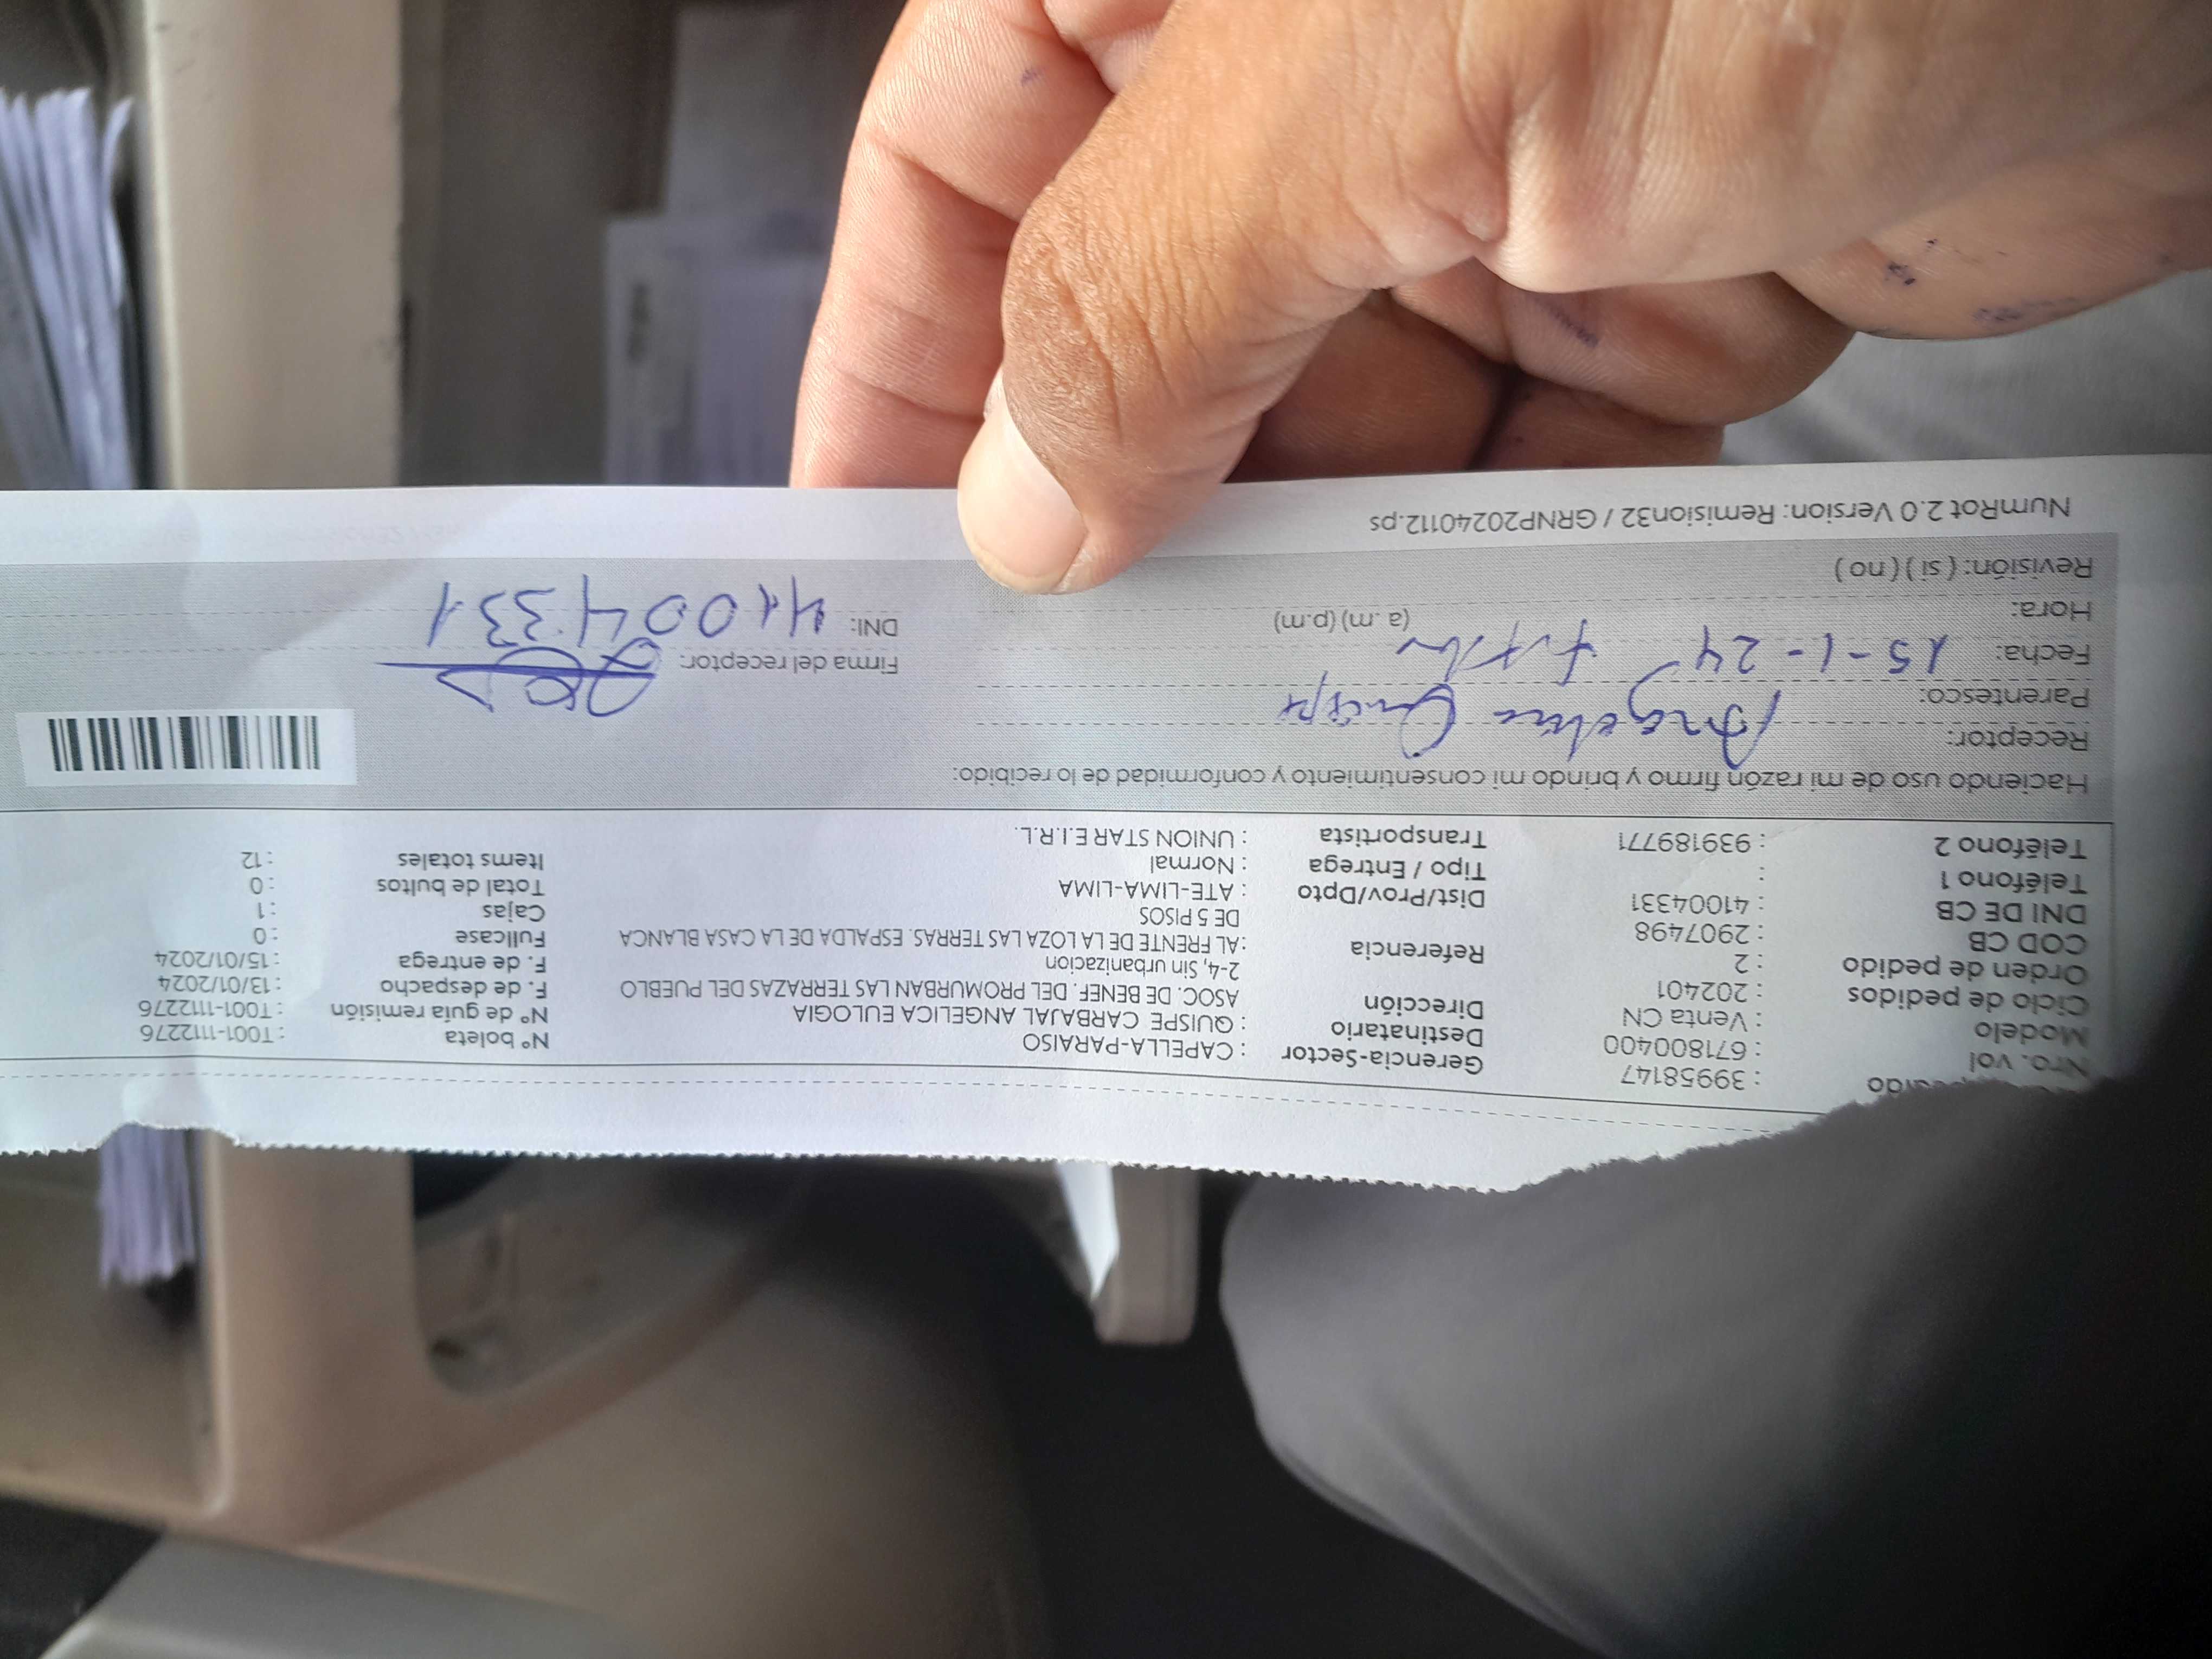 : 39958147
Nro. vol : 671800400
Modelo : Venta CN
Ciclo de pedidos : 202401
Orden de pedido : 2
COD CB : 2907498
DNI DE CB : 41004331
Teléfono 1 :
Teléfono 2 : 939189771
Gerencia-Sector : CAPELLA-PARAISO
Destinatario : QUISPE CARBAJAL ANGELICA EULOGIA
Dirección ASOC. DE BENEF. DEL PROMURBAN LAS TERRAZAS DEL PUEBLO
2-4, Sin urbanizacion
Referencia : AL FRENTE DE LA LOZA LAS TERRAS. ESPALDA DE LA CASA BLANCA
DE 5 PISOS
Dist/Prov/Dpto : ATE-LIMA-LIMA
Tipo / Entrega : Normal
Transportista : UNION STAR E.I.R.L.
Nº boleta : T001-1112276
Nº de guía remisión : T001-1112276
F. de despacho : 13/01/2024
F. de entrega : 15/01/2024
Fullcase : 0
Cajas : 1
Total de bultos : 0
Items totales : 12
Haciendo uso de mi razón firmo y brindo mi consentimiento y conformidad de lo recibido:
Receptor:
Parentesco: Quispe
Fecha: 15-1-24
Hora: (a .m) (p.m)
Revisión: ( si ) ( no )
Firma del receptor:
DNI: 41004331
NumRot 2.0 Version: Remision32 / GRNP20240112.ps